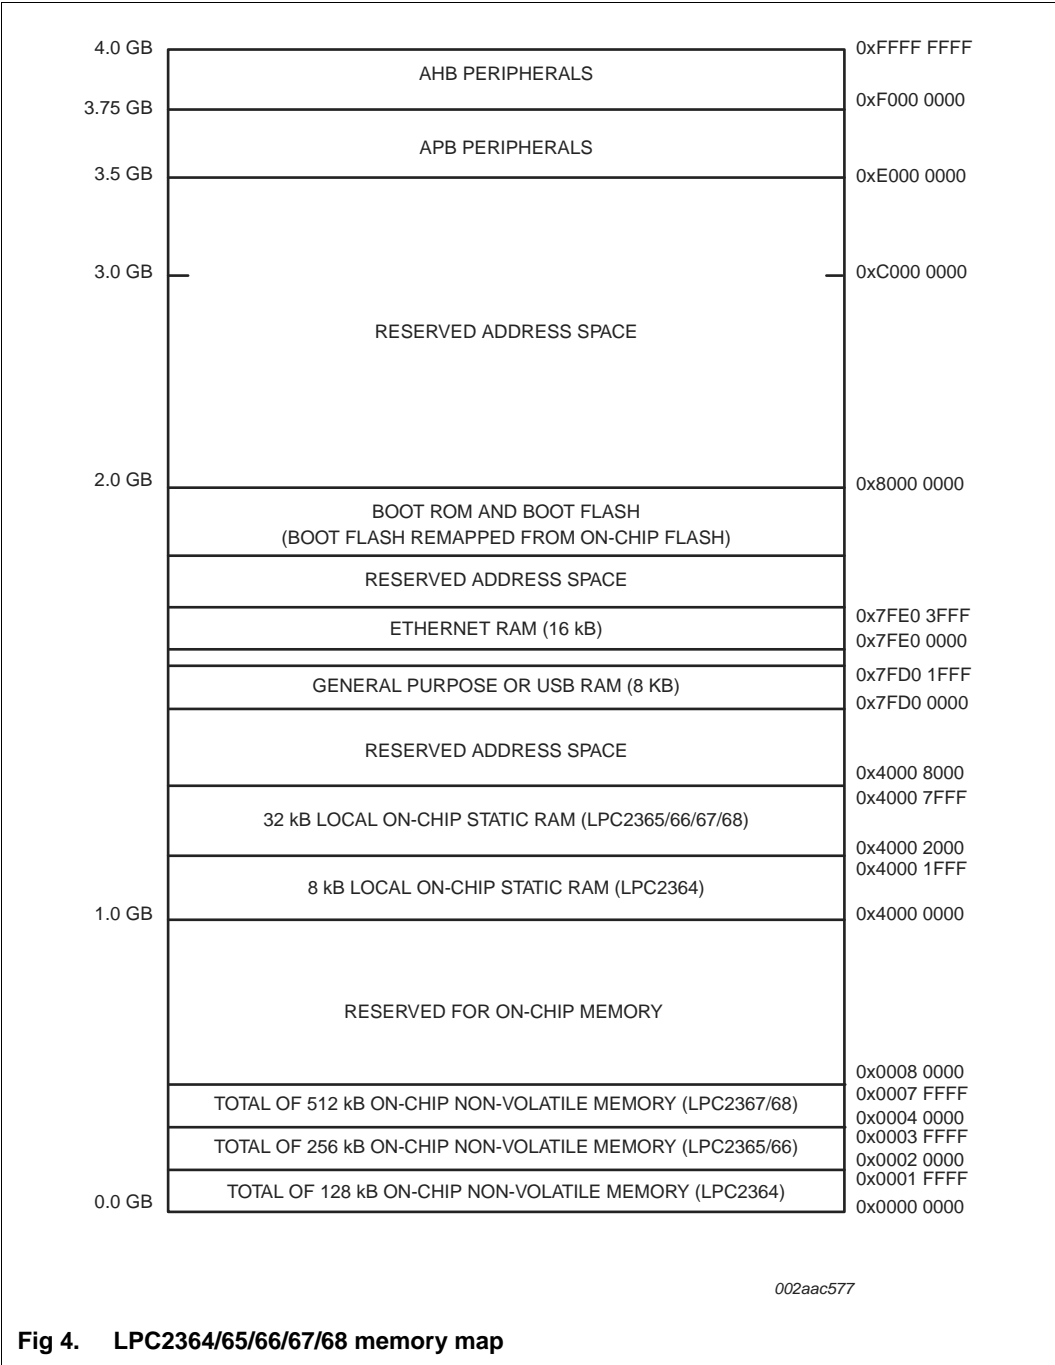 4.0 GB 0xFFFF FFFF
AHB PERIPHERALS
3.75 GB 0xF000 0000
APB PERIPHERALS
3.5 GB 0xE000 0000
3.0 GB 0xC000 0000
RESERVED ADDRESS SPACE
2.0 GB 0x8000 0000
BOOT ROM AND BOOT FLASH
(BOOT FLASH REMAPPED FROM ON-CHIP FLASH)
RESERVED ADDRESS SPACE
0x7FE0 3FFF
ETHERNET RAM (16 kB)
0x7FE0 0000
0x7FD0 1FFF
GENERAL PURPOSE OR USB RAM (8 KB)
0x7FD0 0000
RESERVED ADDRESS SPACE
0x4000 8000
0x4000 7FFF
32 kB LOCAL ON-CHIP STATIC RAM (LPC2365/66/67/68)
0x4000 2000
0x4000 1FFF
8 kB LOCAL ON-CHIP STATIC RAM (LPC2364)
1.0 GB 0x4000 0000
RESERVED FOR ON-CHIP MEMORY
0x0008 0000
0x0007 FFFF
TOTAL OF 512 kB ON-CHIP NON-VOLATILE MEMORY (LPC2367/68)
0x0004 0000
0x0003 FFFF
TOTAL OF 256 kB ON-CHIP NON-VOLATILE MEMORY (LPC2365/66)
0x0002 0000
0x0001 FFFF
TOTAL OF 128 kB ON-CHIP NON-VOLATILE MEMORY (LPC2364)
0.0 GB 0x0000 0000
002aac577
Fig 4. LPC2364/65/66/67/68 memory map